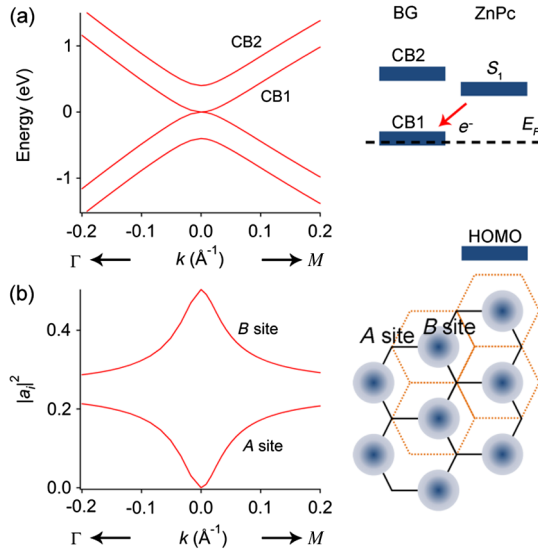 (a)
Energy (eV)
1
0
-1
CB2
CB1
-0.2 -0.1 0.0 0.1 0.2
Γ k (Å⁻¹) M
BG ZnPc
CB2
S₁
CB1
e⁻
E_F
HOMO
(b)
|a_i|²
0.4
0.2
0.0
B site
A site
-0.2 -0.1 0.0 0.1 0.2
Γ k (Å⁻¹) M
A site B site